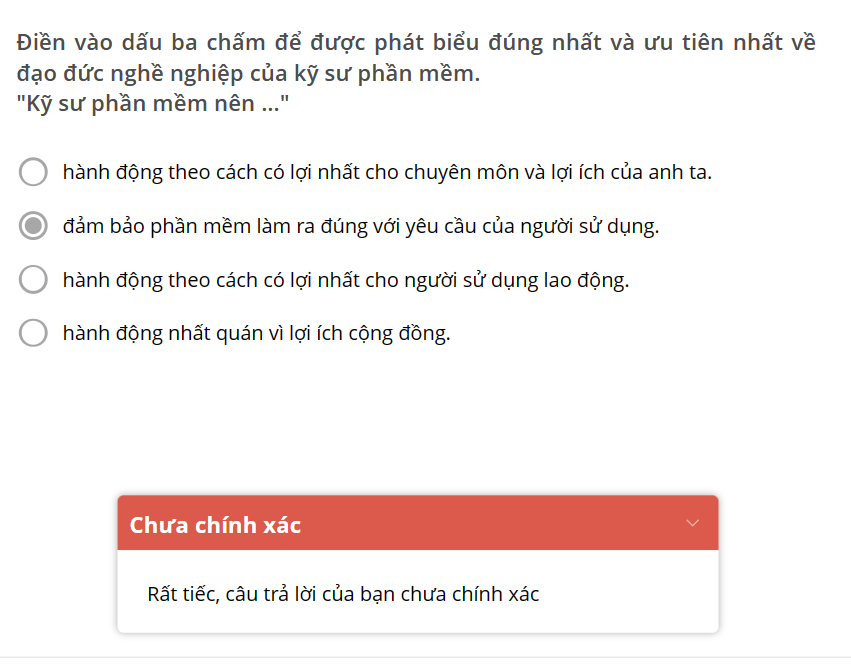 Điền vào dấu ba chấm để được phát biểu đúng nhất và ưu tiên nhất về
đạo đức nghề nghiệp của kỹ sư phần mềm.
"Kỹ sư phần mềm nên ..."
hành động theo cách có lợi nhất cho chuyên môn và lợi ích của anh ta.
đảm bảo phần mềm làm ra đúng với yêu cầu của người sử dụng.
hành động theo cách có lợi nhất cho người sử dụng lao động.
hành động nhất quán vì lợi ích cộng đồng.
Chưa chính xác
Rất tiếc, câu trả lời của bạn chưa chính xác